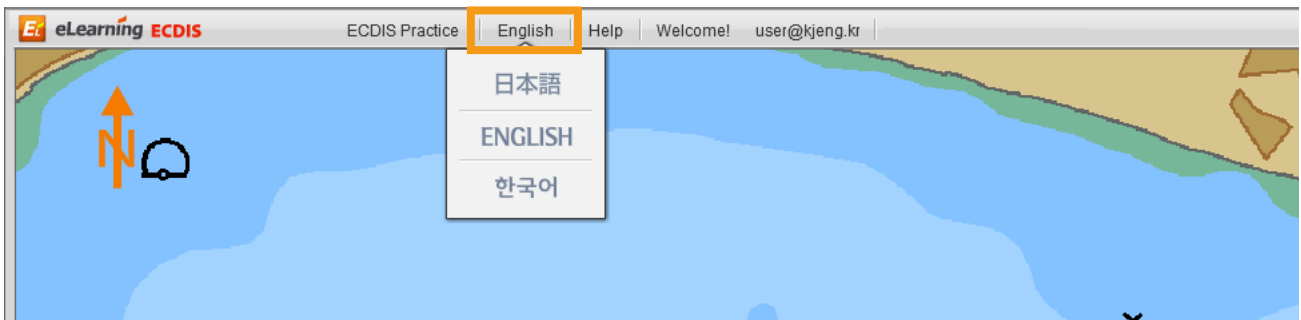 Et eLearning ECDIS ECDIS Practice English Help Welcome! user@kjeng.kr
日本語
ENGLISH
한국어
N